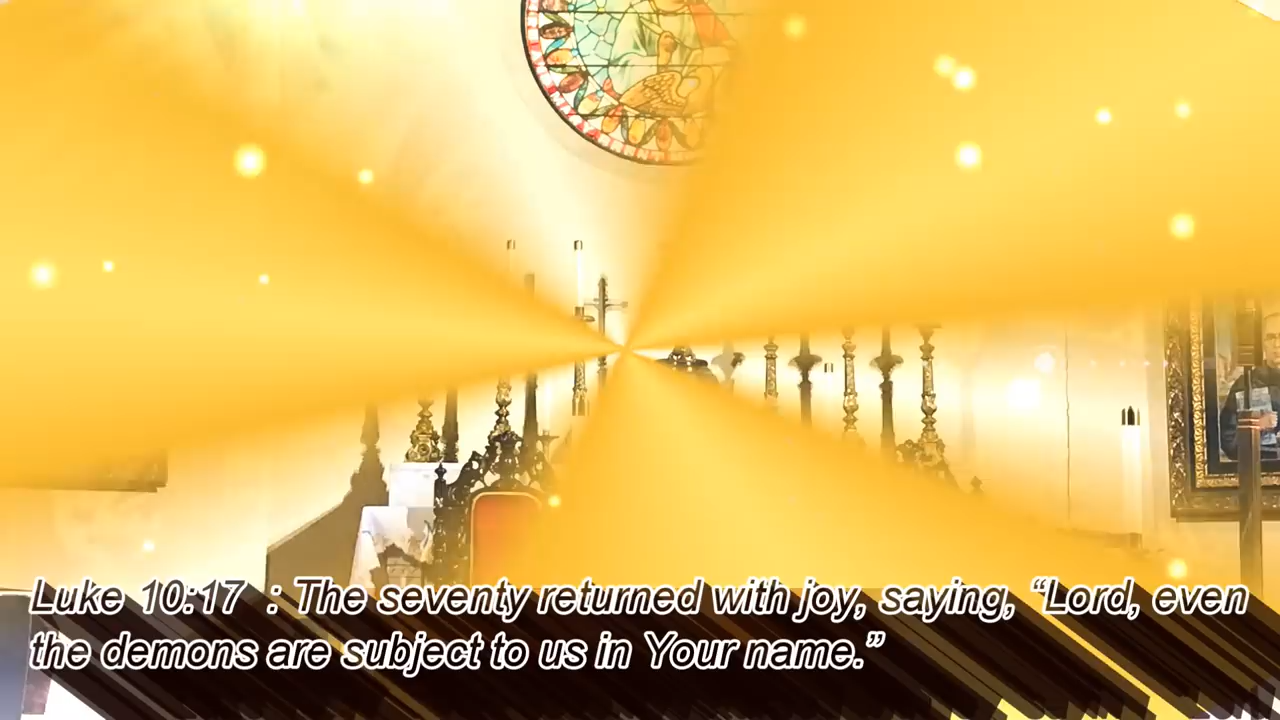 Luke 10:17  : The seventy returned with joy, saying, “Lord, even
the demons are subject to us in Your name.”